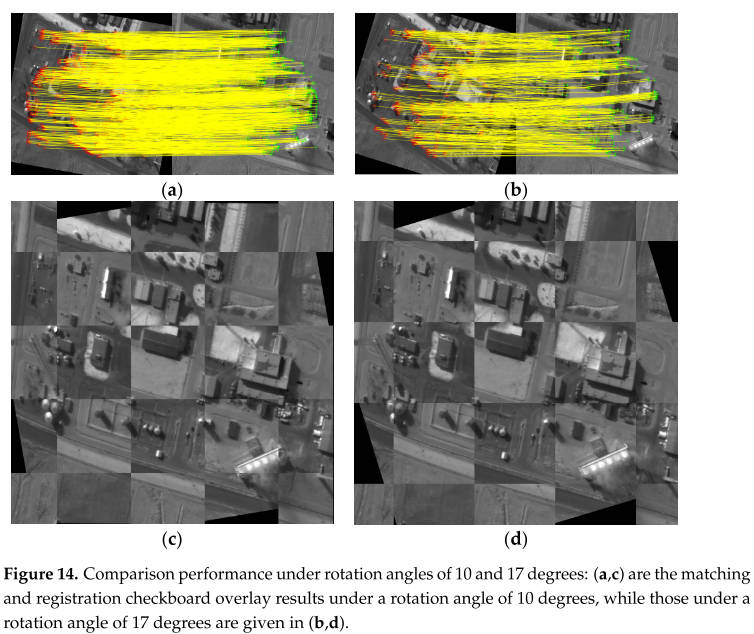 (a)
(b)
(c)
(d)
Figure 14. Comparison performance under rotation angles of 10 and 17 degrees: (a,c) are the matching
and registration checkboard overlay results under a rotation angle of 10 degrees, while those under a
rotation angle of 17 degrees are given in (b,d).